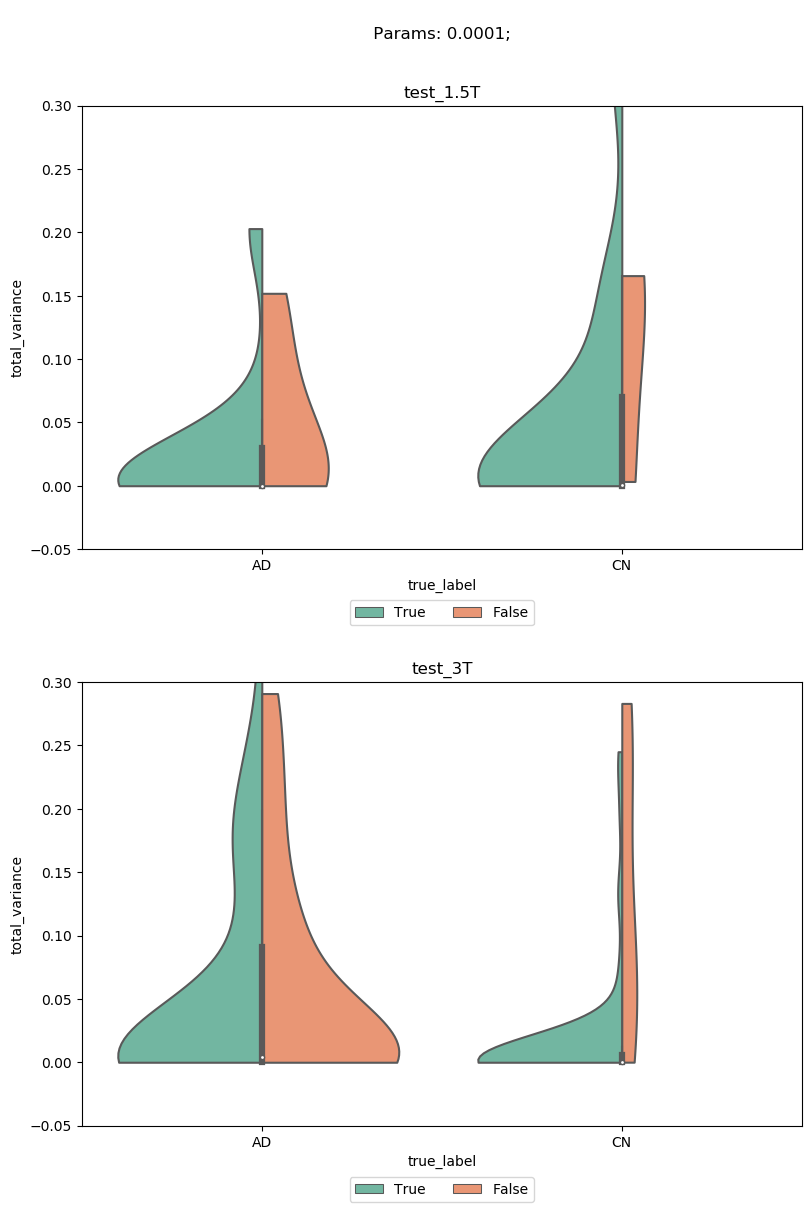 Params: 0.0001;
test_1.5T
0.30
0.25
0.20
0.15
0.10
0.05
0.00
−0.05
total_variance
AD CN
true_label
True False
test_3T
0.30
0.25
0.20
0.15
0.10
0.05
0.00
−0.05
total_variance
AD CN
true_label
True False